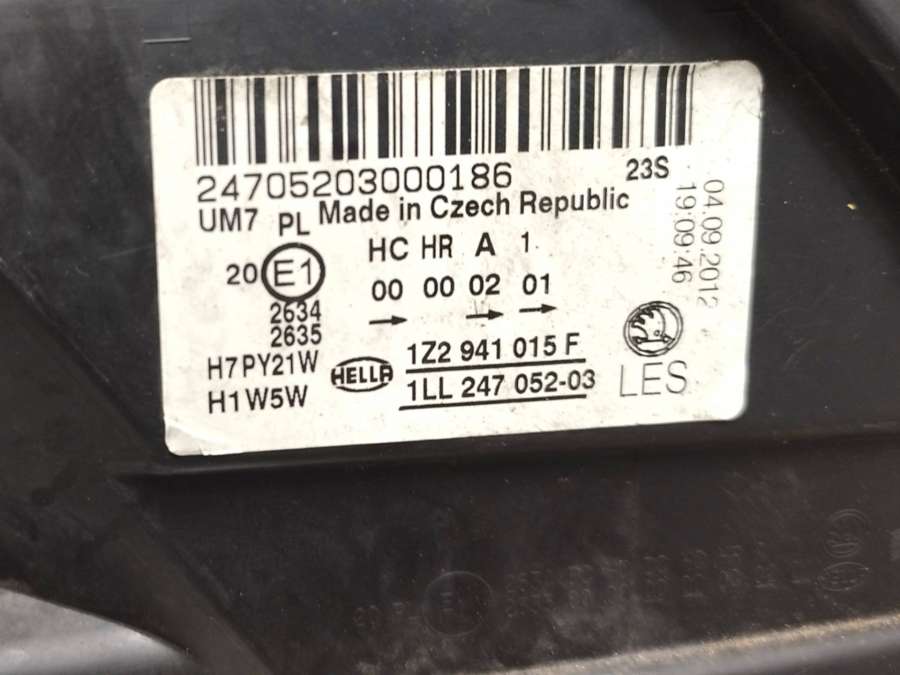 24705203000186
23S
UM7 PL Made in Czech Republic
04.09.2012
19:09:46
HC HR A 1
20 E1
00 00 02 01
2634
2635
H7 PY21W
H1 W5W
HELLA
1Z2 941 015 F
1LL 247 052-03
LES